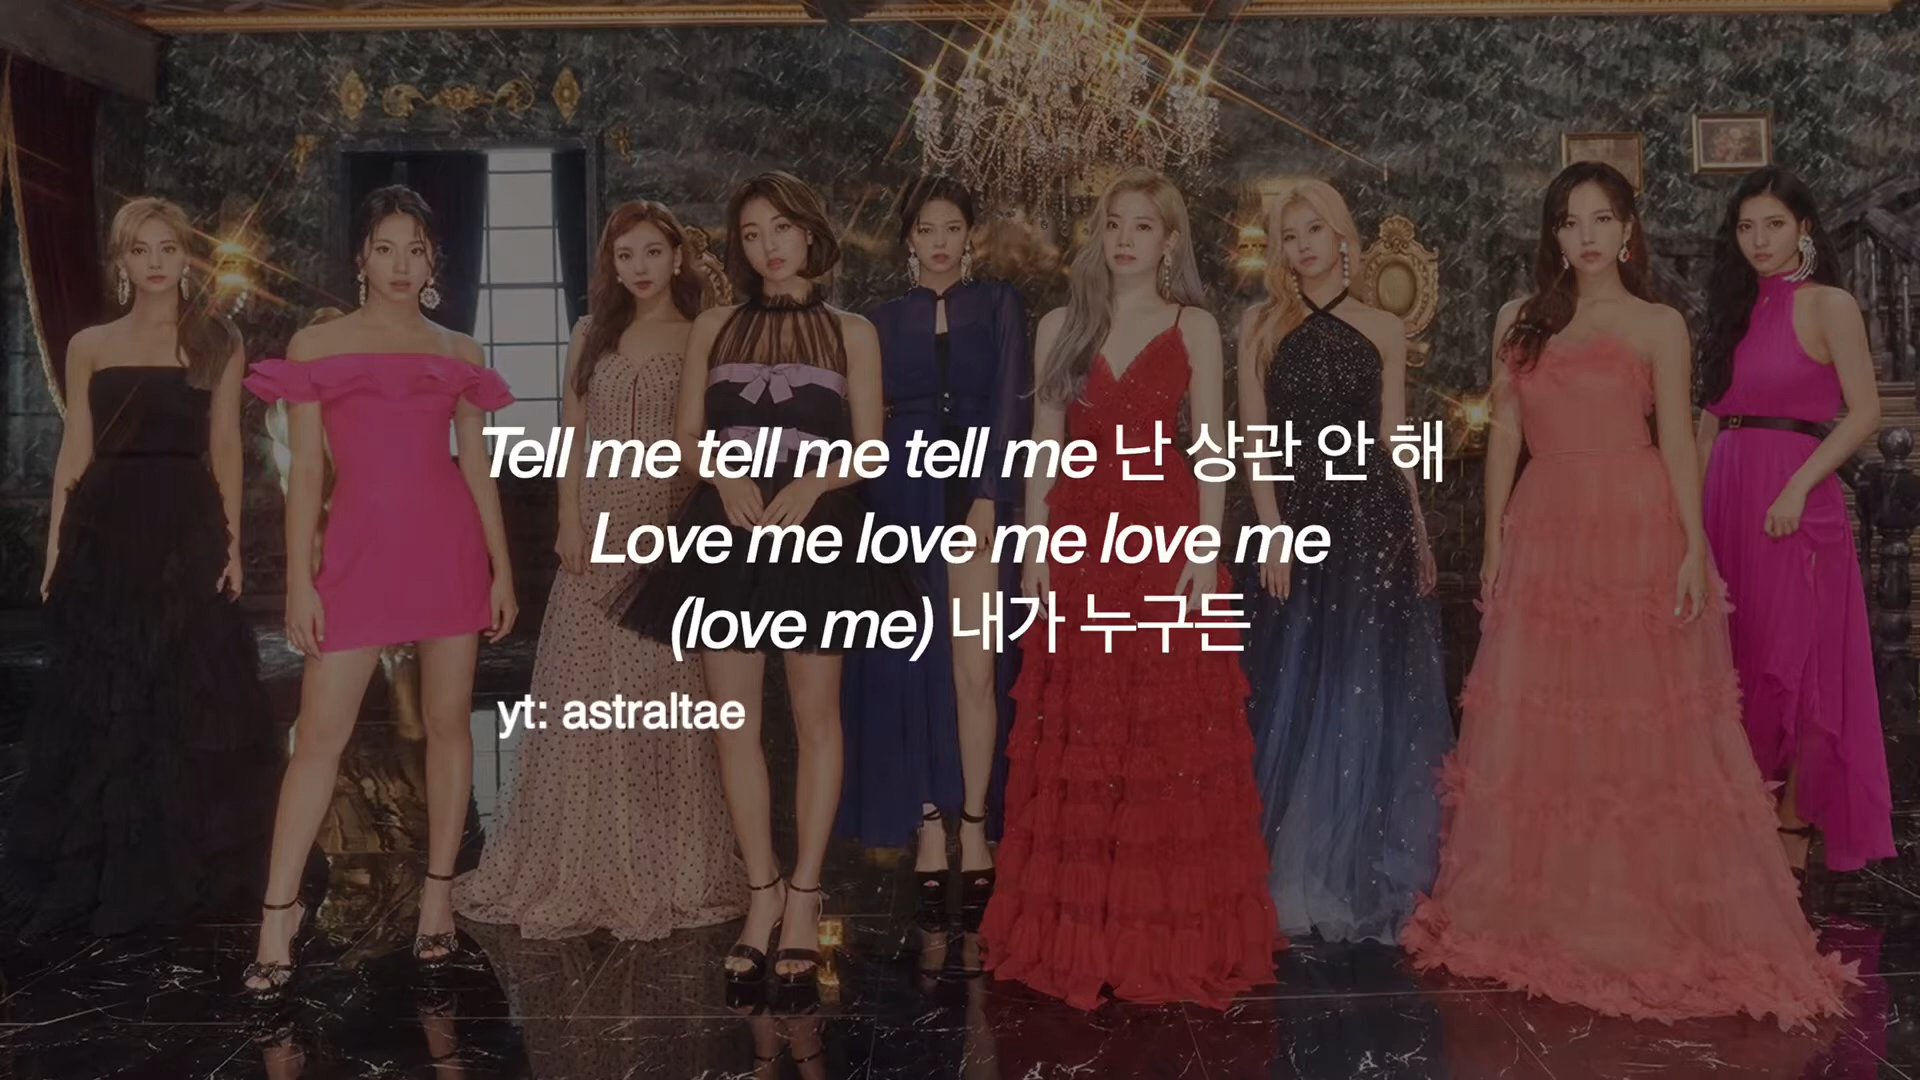 Tell me tell me tell me 난 상관 안 해
Love me love me love me
(love me) 내가 누구든
yt: astraltae